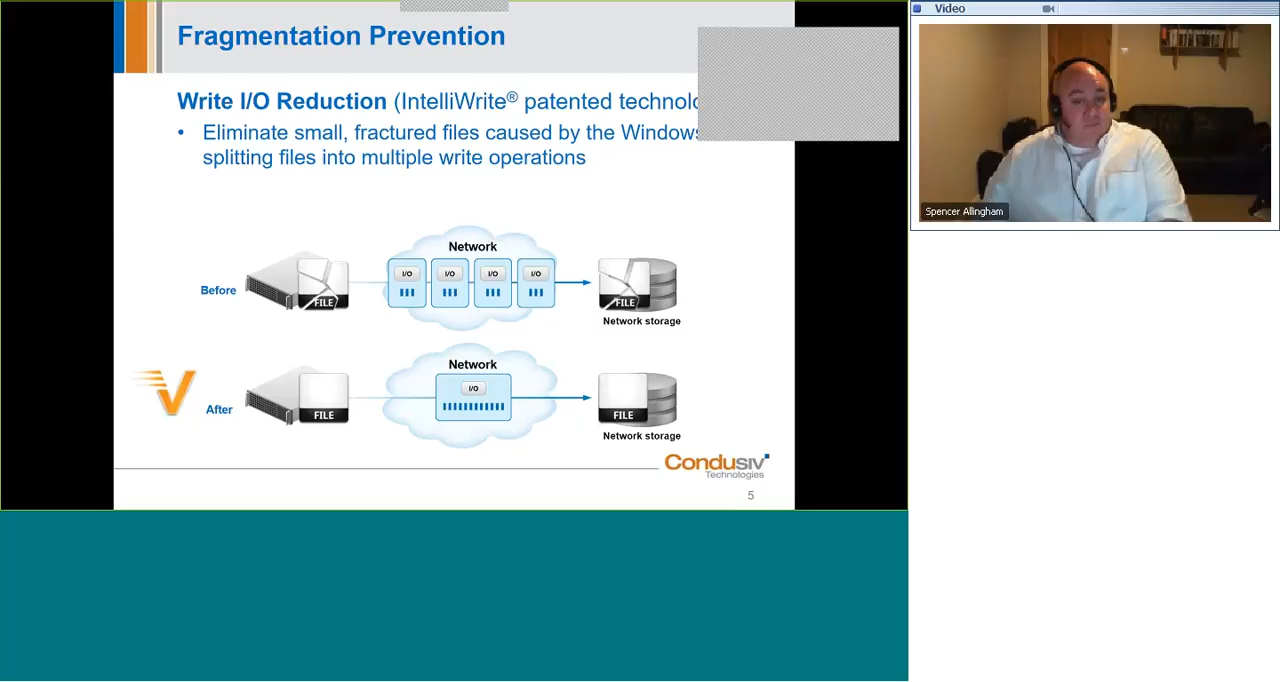 Fragmentation Prevention
Write I/O Reduction (IntelliWrite® patented
• Eliminate small, fractured files caused by the Windows
splitting files into multiple write operations
Network
I/O I/O I/O I/O
Before
FILE
FILE
Network storage
Network
I/O
After
FILE
FILE
Network storage
Condusiv
Technologies
5
Video
Spencer Allingham